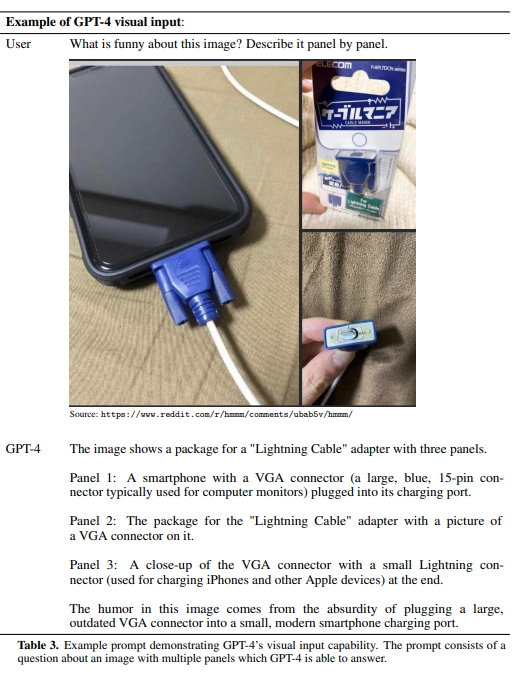 Example of GPT-4 visual input:
User What is funny about this image? Describe it panel by panel.
ELECOM
ケーブルマニア
CABLE MANIA
for
Lightning Cable
Source: https://www.reddit.com/r/hmmm/comments/ubab5v/hmmm/
GPT-4 The image shows a package for a "Lightning Cable" adapter with three panels.
Panel 1: A smartphone with a VGA connector (a large, blue, 15-pin con-
nector typically used for computer monitors) plugged into its charging port.
Panel 2: The package for the "Lightning Cable" adapter with a picture of
a VGA connector on it.
Panel 3: A close-up of the VGA connector with a small Lightning con-
nector (used for charging iPhones and other Apple devices) at the end.
The humor in this image comes from the absurdity of plugging a large,
outdated VGA connector into a small, modern smartphone charging port.
Table 3. Example prompt demonstrating GPT-4's visual input capability. The prompt consists of a
question about an image with multiple panels which GPT-4 is able to answer.